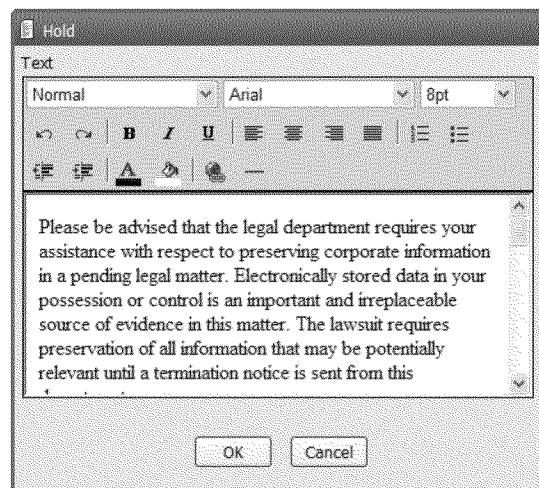 Hold
Text
Normal Arial 8pt
B I U
A
Please be advised that the legal department requires your
assistance with respect to preserving corporate information
in a pending legal matter. Electronically stored data in your
possession or control is an important and irreplaceable
source of evidence in this matter. The lawsuit requires
preservation of all information that may be potentially
relevant until a termination notice is sent from this
OK Cancel